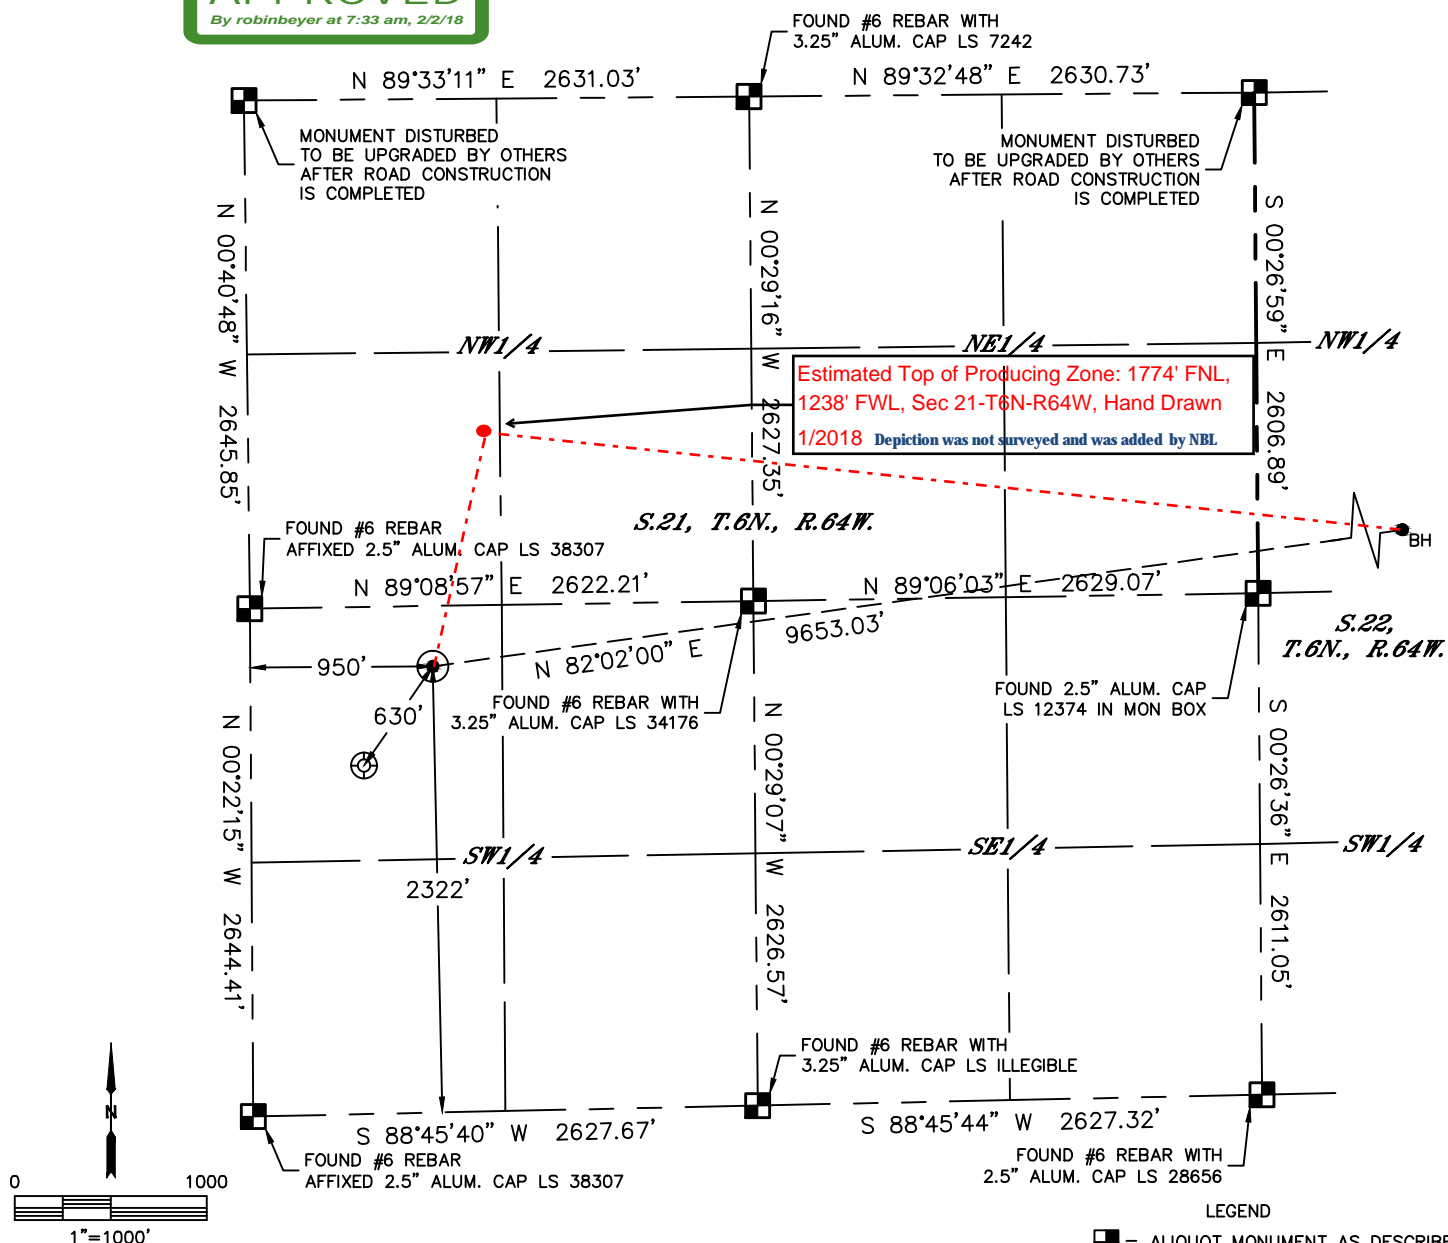 APPROVED
By robinbeyer at 7:33 am, 2/2/18
FOUND #6 REBAR WITH
3.25" ALUM. CAP LS 7242
N 89°33'11" E 2631.03'
N 89°32'48" E 2630.73'
MONUMENT DISTURBED
TO BE UPGRADED BY OTHERS
AFTER ROAD CONSTRUCTION
IS COMPLETED
MONUMENT DISTURBED
TO BE UPGRADED BY OTHERS
AFTER ROAD CONSTRUCTION
IS COMPLETED
N 00°40'48" W 2645.85'
N 00°29'16" W 2627.35'
S 00°26'59" E 2606.89'
NW1/4
NE1/4
NW1/4
Estimated Top of Producing Zone: 1774' FNL,
1238' FWL, Sec 21-T6N-R64W, Hand Drawn
1/2018 Depiction was not surveyed and was added by NBL
S.21, T.6N., R.64W.
FOUND #6 REBAR
AFFIXED 2.5" ALUM. CAP LS 38307
BH
N 89°08'57" E 2622.21'
N 89°06'03" E 2629.07'
S.22,
T.6N., R.64W.
950'
N 82°02'00" E 9653.03'
630'
FOUND #6 REBAR WITH
3.25" ALUM. CAP LS 34176
FOUND 2.5" ALUM. CAP
LS 12374 IN MON BOX
N 00°22'15" W 2644.41'
N 00°29'07" W 2626.57'
S 00°26'36" E 2611.05'
SW1/4
SE1/4
SW1/4
2322'
FOUND #6 REBAR WITH
3.25" ALUM. CAP LS ILLEGIBLE
N
S 88°45'40" W 2627.67'
S 88°45'44" W 2627.32'
FOUND #6 REBAR
AFFIXED 2.5" ALUM. CAP LS 38307
FOUND #6 REBAR WITH
2.5" ALUM. CAP LS 28656
0 1000
1"=1000'
LEGEND
= ALIQUOT MONUMENT AS DESCRIBE